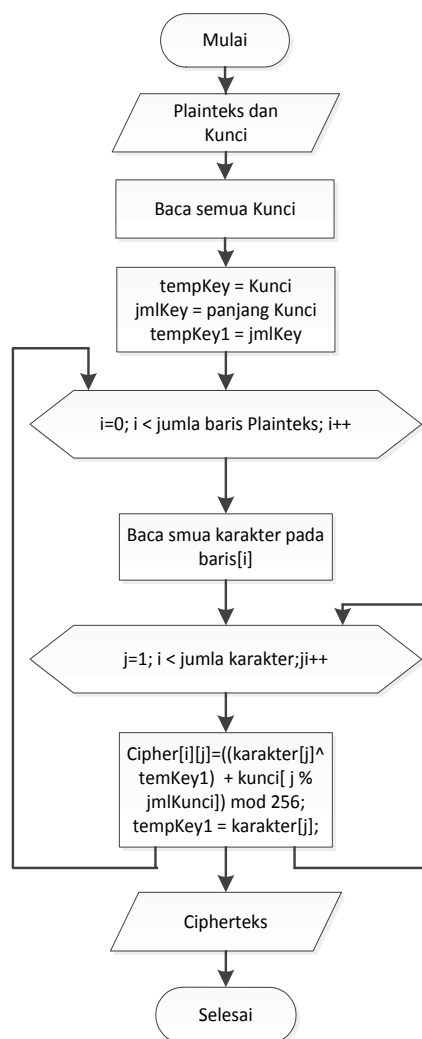 Mulai
Plainteks dan
Kunci
Baca semua Kunci
tempKey = Kunci
jmlKey = panjang Kunci
tempKey1 = jmlKey
i=0; i < jumla baris Plainteks; i++
Baca smua karakter pada
baris[i]
j=1; i < jumla karakter;ji++
Cipher[i][j]=((karakter[j]^
temKey1) + kunci[ j %
jmlKunci]) mod 256;
tempKey1 = karakter[j];
Cipherteks
Selesai